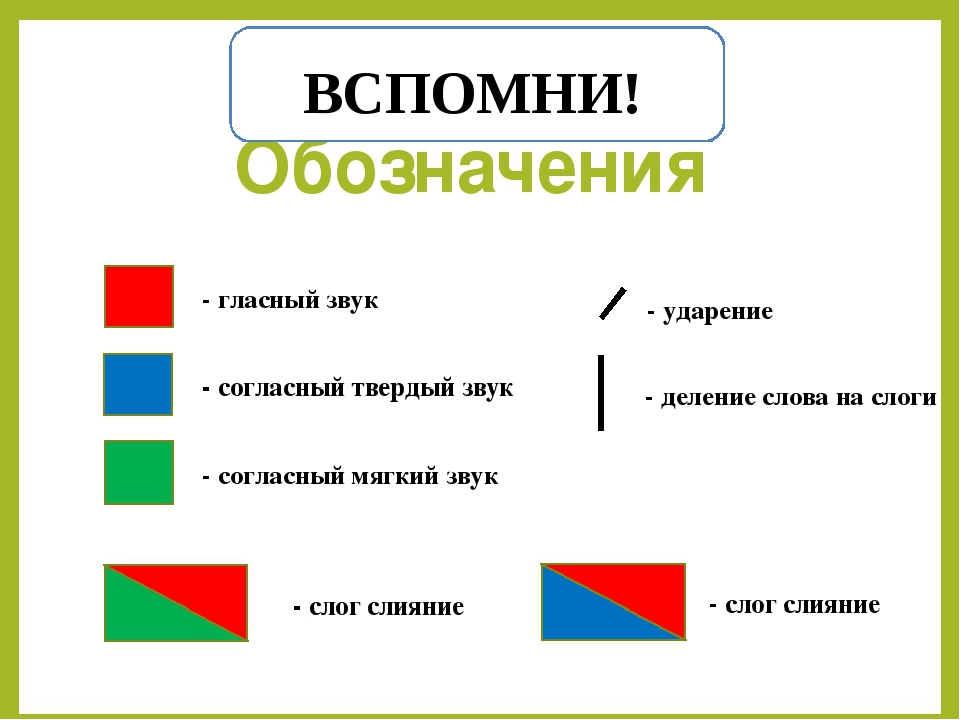 ВСПОМНИ!
Обозначения
- гласный звук
- ударение
- согласный твердый звук
- деление слова на слоги
- согласный мягкий звук
- слог слияние
- слог слияние